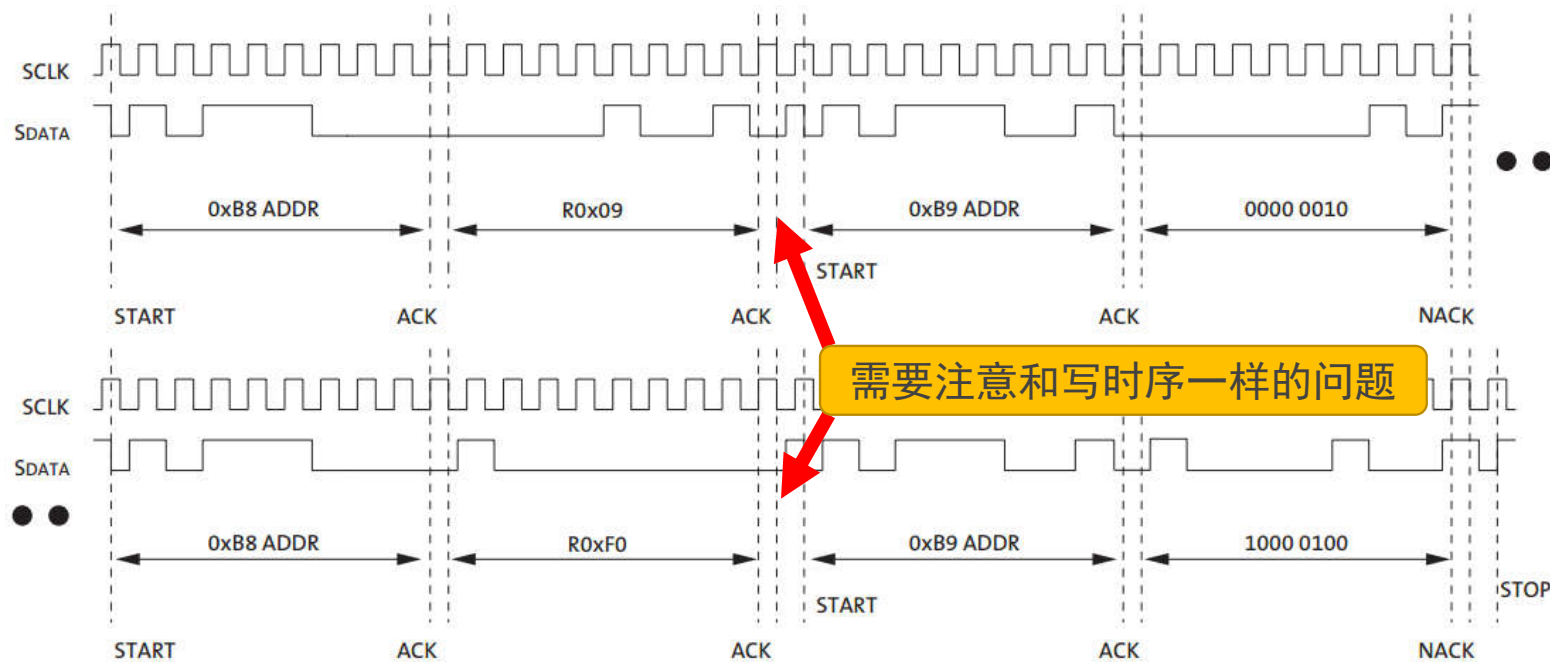 SCLK
SDATA
0xB8 ADDR R0x09 0xB9 ADDR 0000 0010
START
START ACK ACK ACK NACK
需要注意和写时序一样的问题
SCLK
SDATA
0xB8 ADDR R0xF0 0xB9 ADDR 1000 0100
START STOP
START ACK ACK ACK NACK